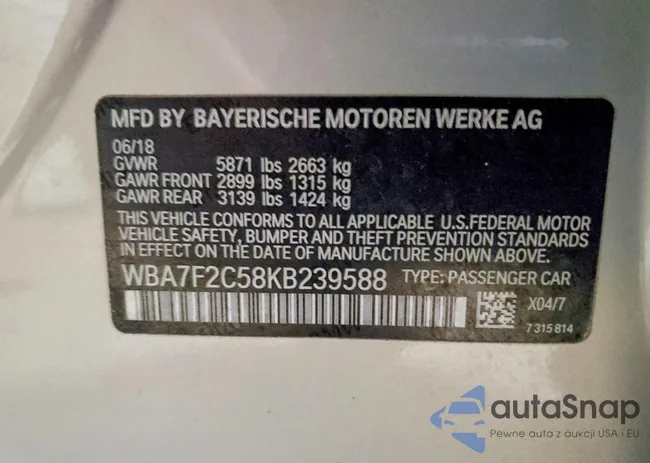 MFD BY BAYERISCHE MOTOREN WERKE AG
06/18
GVWR 5871 lbs 2663 kg
GAWR FRONT 2899 lbs 1315 kg
GAWR REAR 3139 lbs 1424 kg
THIS VEHICLE CONFORMS TO ALL APPLICABLE U.S.FEDERAL MOTOR
VEHICLE SAFETY, BUMPER AND THEFT PREVENTION STANDARDS
IN EFFECT ON THE DATE OF MANUFACTURE SHOWN ABOVE.
WBA7F2C58KB239588 TYPE: PASSENGER CAR
X04/7
7315814
autaSnap
Pewne auta z aukcji USA i EU